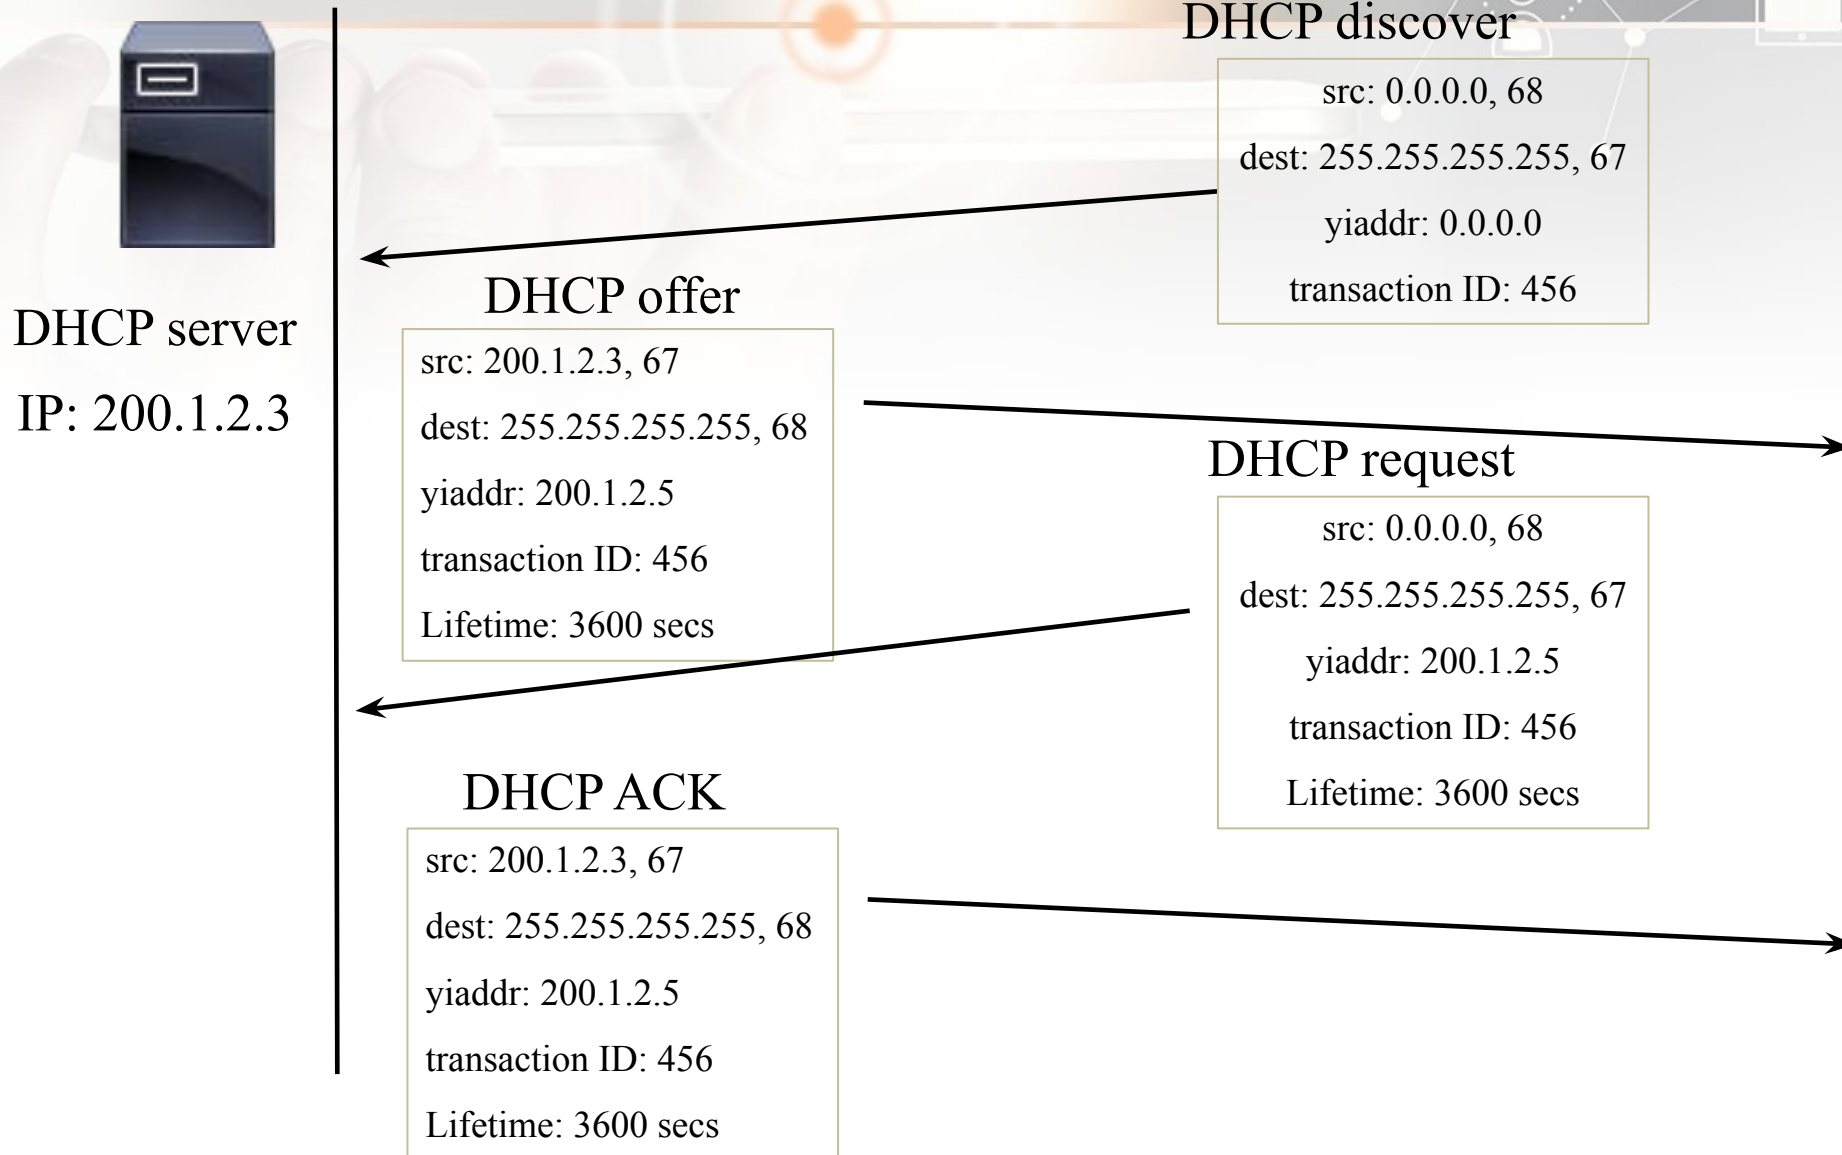 DHCP discover
src: 0.0.0.0, 68
dest: 255.255.255.255, 67
yiaddr: 0.0.0.0
transaction ID: 456
DHCP server
IP: 200.1.2.3
DHCP offer
src: 200.1.2.3, 67
dest: 255.255.255.255, 68
yiaddr: 200.1.2.5
transaction ID: 456
Lifetime: 3600 secs
DHCP request
src: 0.0.0.0, 68
dest: 255.255.255.255, 67
yiaddr: 200.1.2.5
transaction ID: 456
Lifetime: 3600 secs
DHCP ACK
src: 200.1.2.3, 67
dest: 255.255.255.255, 68
yiaddr: 200.1.2.5
transaction ID: 456
Lifetime: 3600 secs